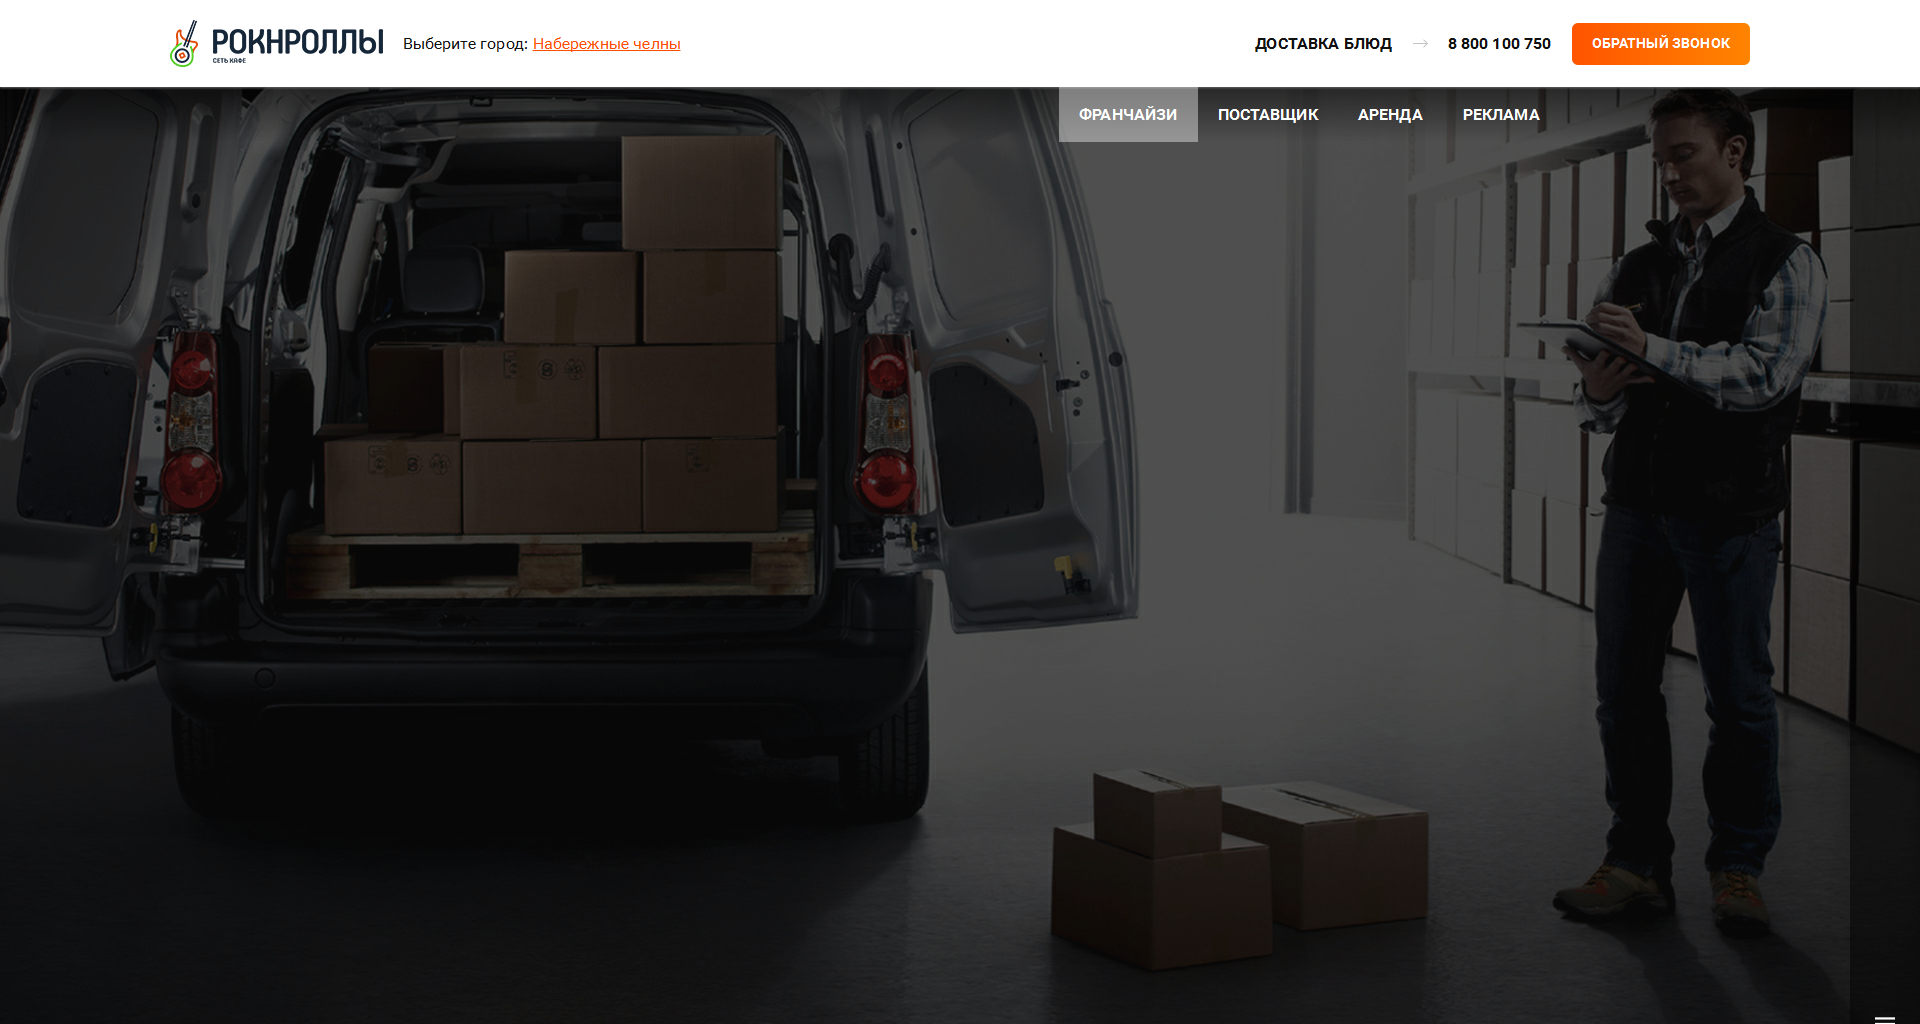 РОКНРОЛЛЫ
СЕТЬ КАФЕ
Выберите город: Набережные челны
ДОСТАВКА БЛЮД → 8 800 100 750
ОБРАТНЫЙ ЗВОНОК
ФРАНЧАЙЗИ ПОСТАВЩИК АРЕНДА РЕКЛАМА